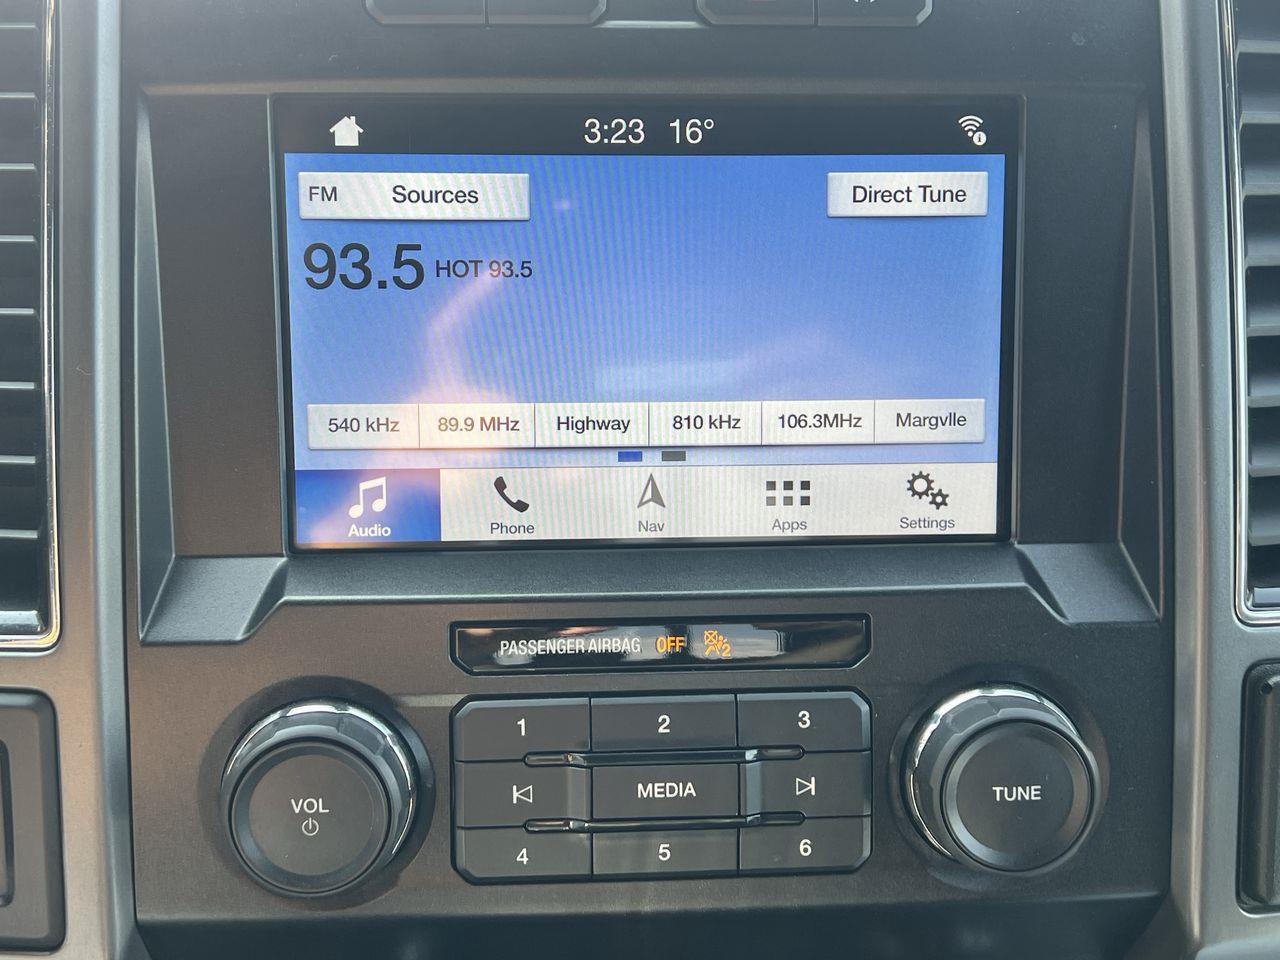 3:23 16°
FM Sources
Direct Tune
93.5 HOT 93.5
540 kHz 89.9 MHz Highway 810 kHz 106.3MHz Margvlle
Audio Phone Nav Apps Settings
PASSENGER AIRBAG OFF 2
1 2 3
VOL MEDIA TUNE
4 5 6